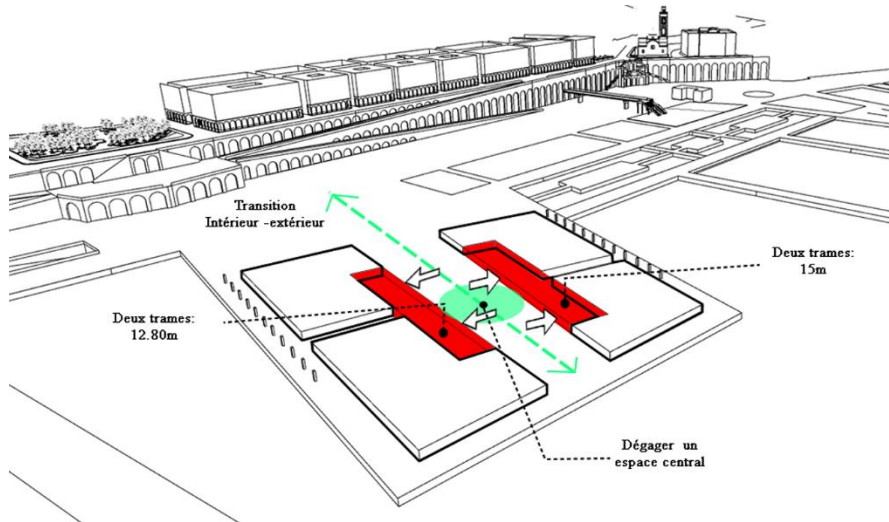 Transition
Intérieur -extérieur
Deux trames:
15m
Deux trames:
12.80m
Dégager un
espace central